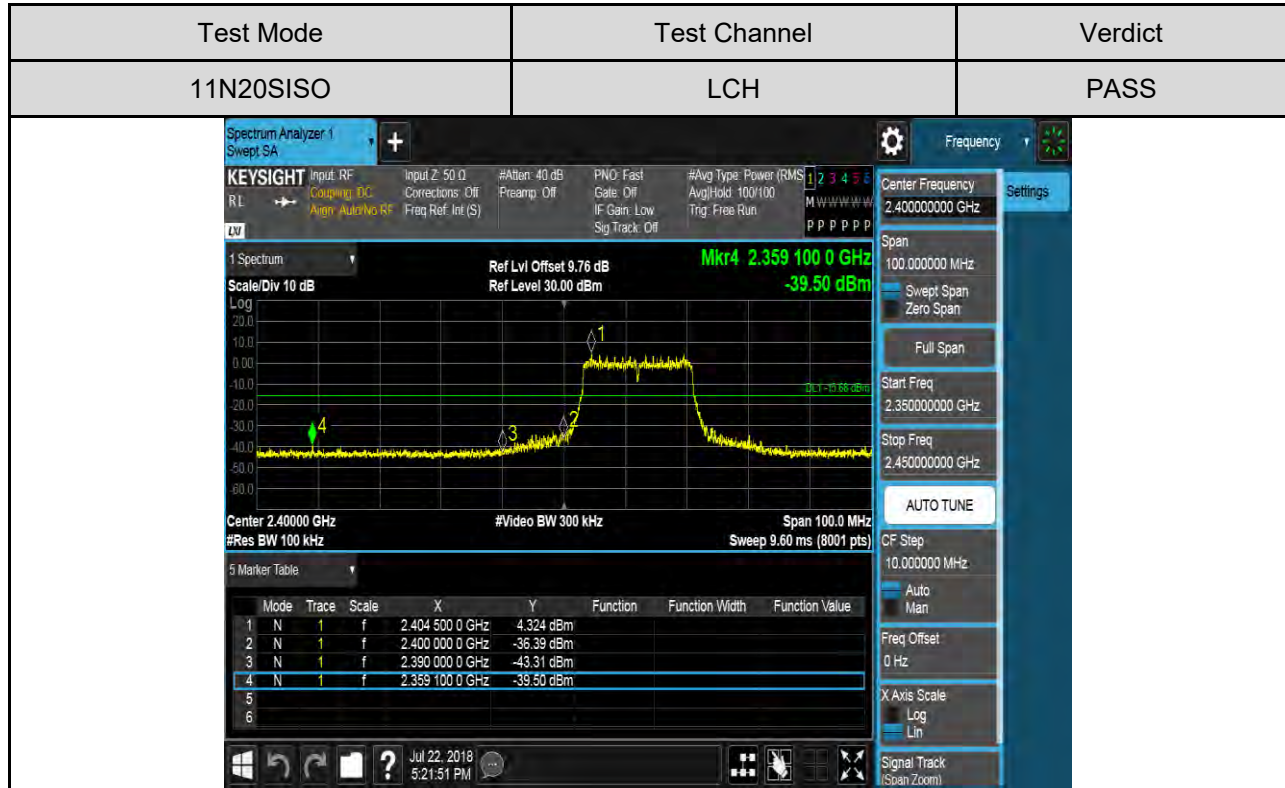 Test Mode Test Channel Verdict
11N20SISO LCH PASS
Spectrum Analyzer 1
Swept SA
+
Frequency
KEYSIGHT Input: RF Input Z: 50 Ω #Atten: 40 dB PNO: Fast #Avg Type: Power (RMS 1 2 3 4 5 6
RL Coupling: DC Corrections: Off Preamp: Off Gate: Off Avg|Hold: 100/100 M W W W W W
Align: Auto/No RF Freq Ref: Int (S) IF Gain: Low Trig: Free Run
LXI Sig Track: Off P P P P P P
Center Frequency Settings
2.400000000 GHz
Span
100.000000 MHz
Swept Span
Zero Span
Full Span
Start Freq
2.350000000 GHz
Stop Freq
2.450000000 GHz
AUTO TUNE
CF Step
10.000000 MHz
Auto
Man
Freq Offset
0 Hz
X Axis Scale
Log
Lin
Signal Track
(Span Zoom)
1 Spectrum Ref Lvl Offset 9.76 dB Mkr4 2.359 100 0 GHz
Scale/Div 10 dB Ref Level 30.00 dBm -39.50 dBm
Log
20.0
10.0
0.00
-10.0
-20.0
-30.0
-40.0
-50.0
-60.0
1
DL1 -15.68 dBm
2
3
4
Center 2.40000 GHz #Video BW 300 kHz Span 100.0 MHz
#Res BW 100 kHz Sweep 9.60 ms (8001 pts)
5 Marker Table
Mode Trace Scale X Y Function Function Width Function Value
1 N 1 f 2.404 500 0 GHz 4.324 dBm
2 N 1 f 2.400 000 0 GHz -36.39 dBm
3 N 1 f 2.390 000 0 GHz -43.31 dBm
4 N 1 f 2.359 100 0 GHz -39.50 dBm
5
6
? Jul 22, 2018
5:21:51 PM